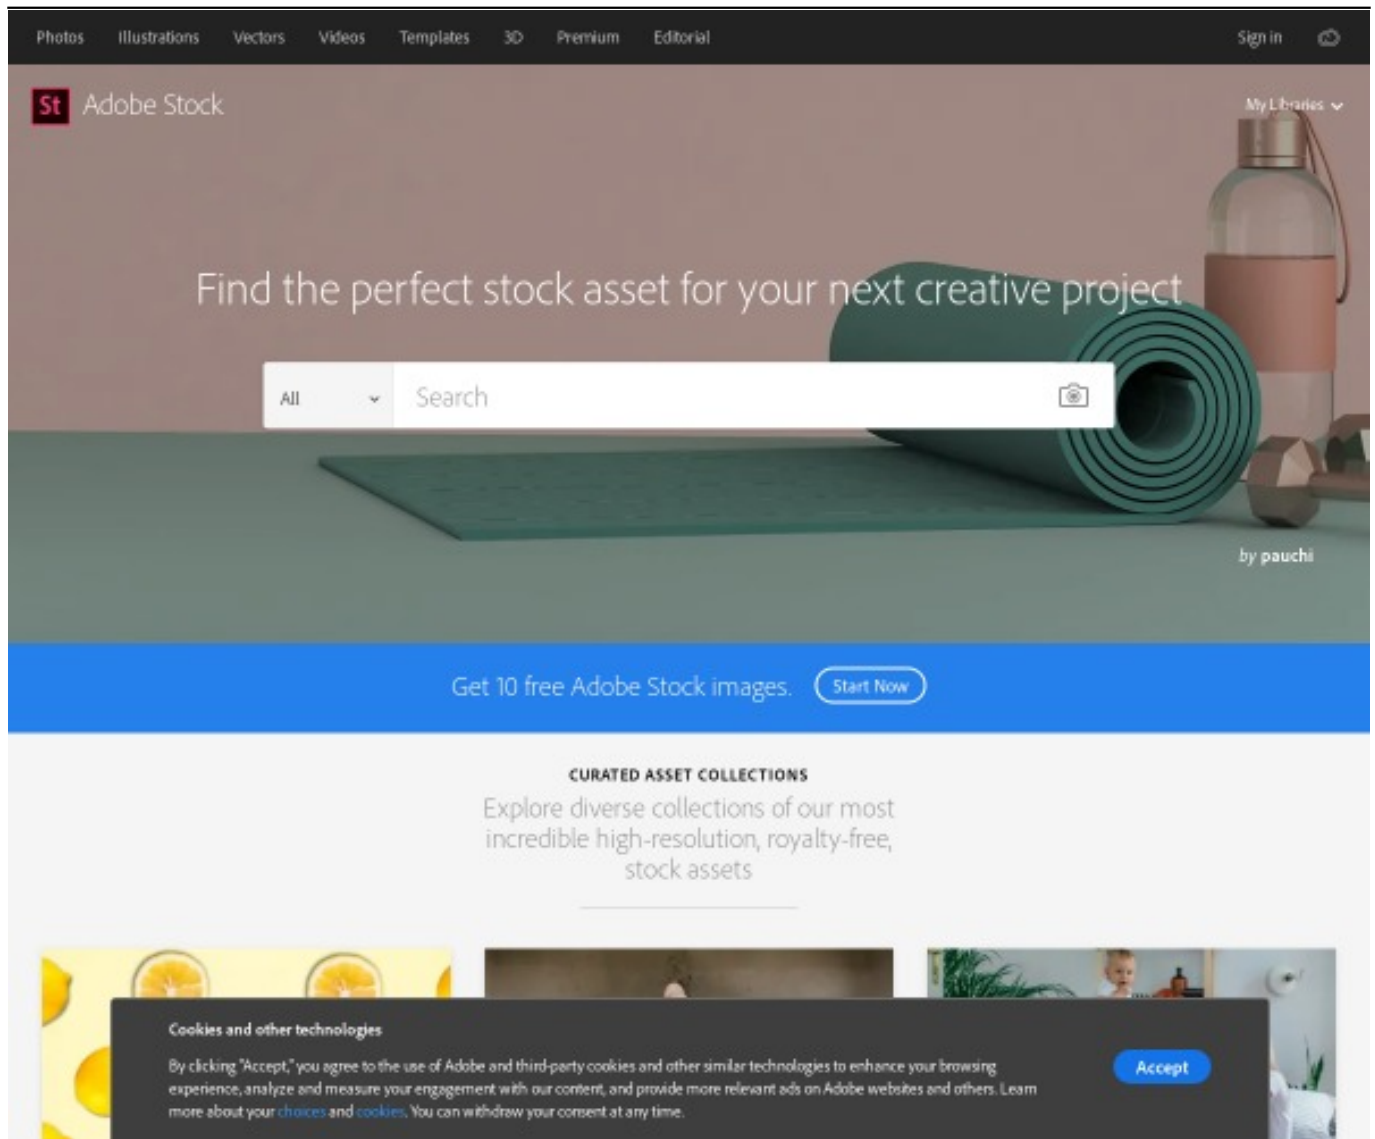 Photos Illustrations Vectors Videos Templates 3D Premium Editorial Sign in
St Adobe Stock My Libraries
Find the perfect stock asset for your next creative project
All Search
by pauchi
Get 10 free Adobe Stock images. Start Now
CURATED ASSET COLLECTIONS
Explore diverse collections of our most
incredible high-resolution, royalty-free,
stock assets
Cookies and other technologies
By clicking "Accept," you agree to the use of Adobe and third-party cookies and other similar technologies to enhance your browsing
experience, analyze and measure your engagement with our content, and provide more relevant ads on Adobe websites and others. Learn
more about your choices and cookies. You can withdraw your consent at any time.
Accept